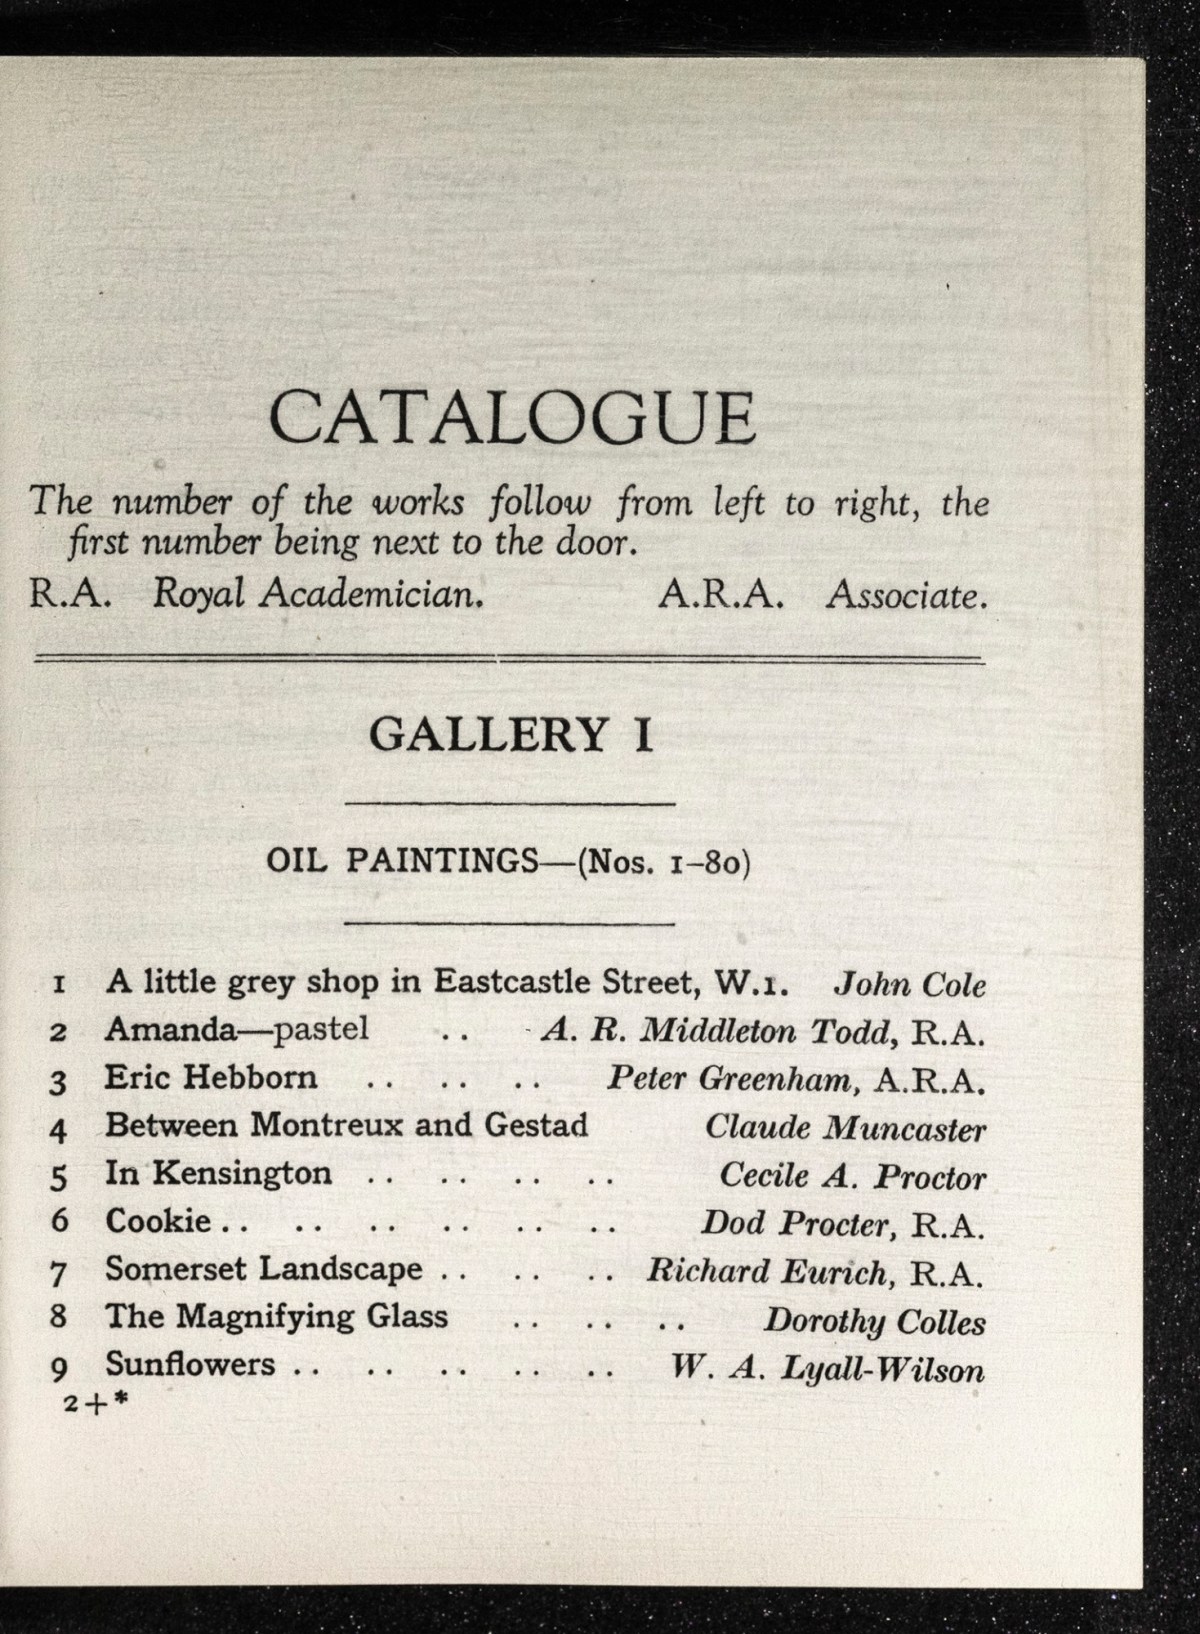 CATALOGUE
The number of the works follow from left to right, the
first number being next to the door.
R.A. Royal Academician. A.R.A. Associate.
GALLERY I
OIL PAINTINGS—(Nos. 1–80)
1 A little grey shop in Eastcastle Street, W.1. John Cole
2 Amanda—pastel .. A. R. Middleton Todd, R.A.
3 Eric Hebborn .. .. .. Peter Greenham, A.R.A.
4 Between Montreux and Gestad Claude Muncaster
5 In Kensington .. .. .. .. Cecile A. Proctor
6 Cookie .. .. .. .. .. .. Dod Procter, R.A.
7 Somerset Landscape .. .. .. Richard Eurich, R.A.
8 The Magnifying Glass .. .. .. Dorothy Colles
9 Sunflowers .. .. .. .. .. W. A. Lyall-Wilson
2+*